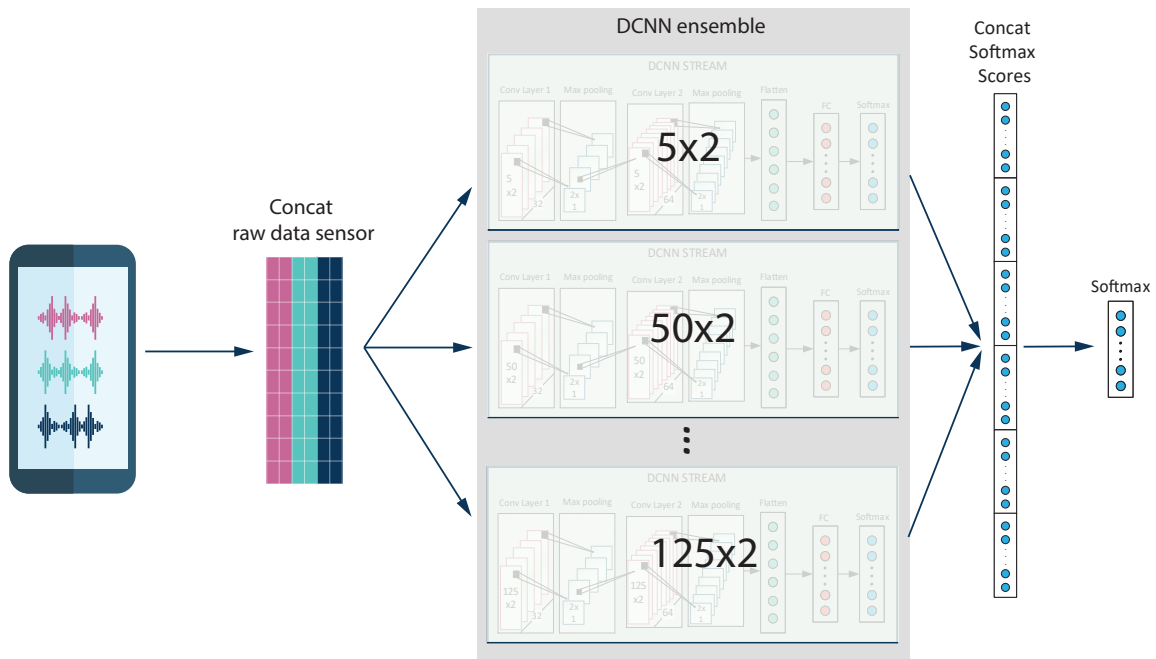 DCNN ensemble
Concat
Softmax
Scores
DCNN STREAM
Conv Layer 1 Max pooling Conv Layer 2 Max pooling Flatten FC Softmax
5x2
5
x2
32
2x
1
5
x2
64
2x
1
Concat
raw data sensor
DCNN STREAM
Conv Layer 1 Max pooling Conv Layer 2 Max pooling Flatten FC Softmax
50x2
50
x2
32
2x
1
50
x2
64
2x
1
Softmax
DCNN STREAM
Conv Layer 1 Max pooling Conv Layer 2 Max pooling Flatten FC Softmax
125x2
125
x2
32
2x
1
125
x2
64
2x
1